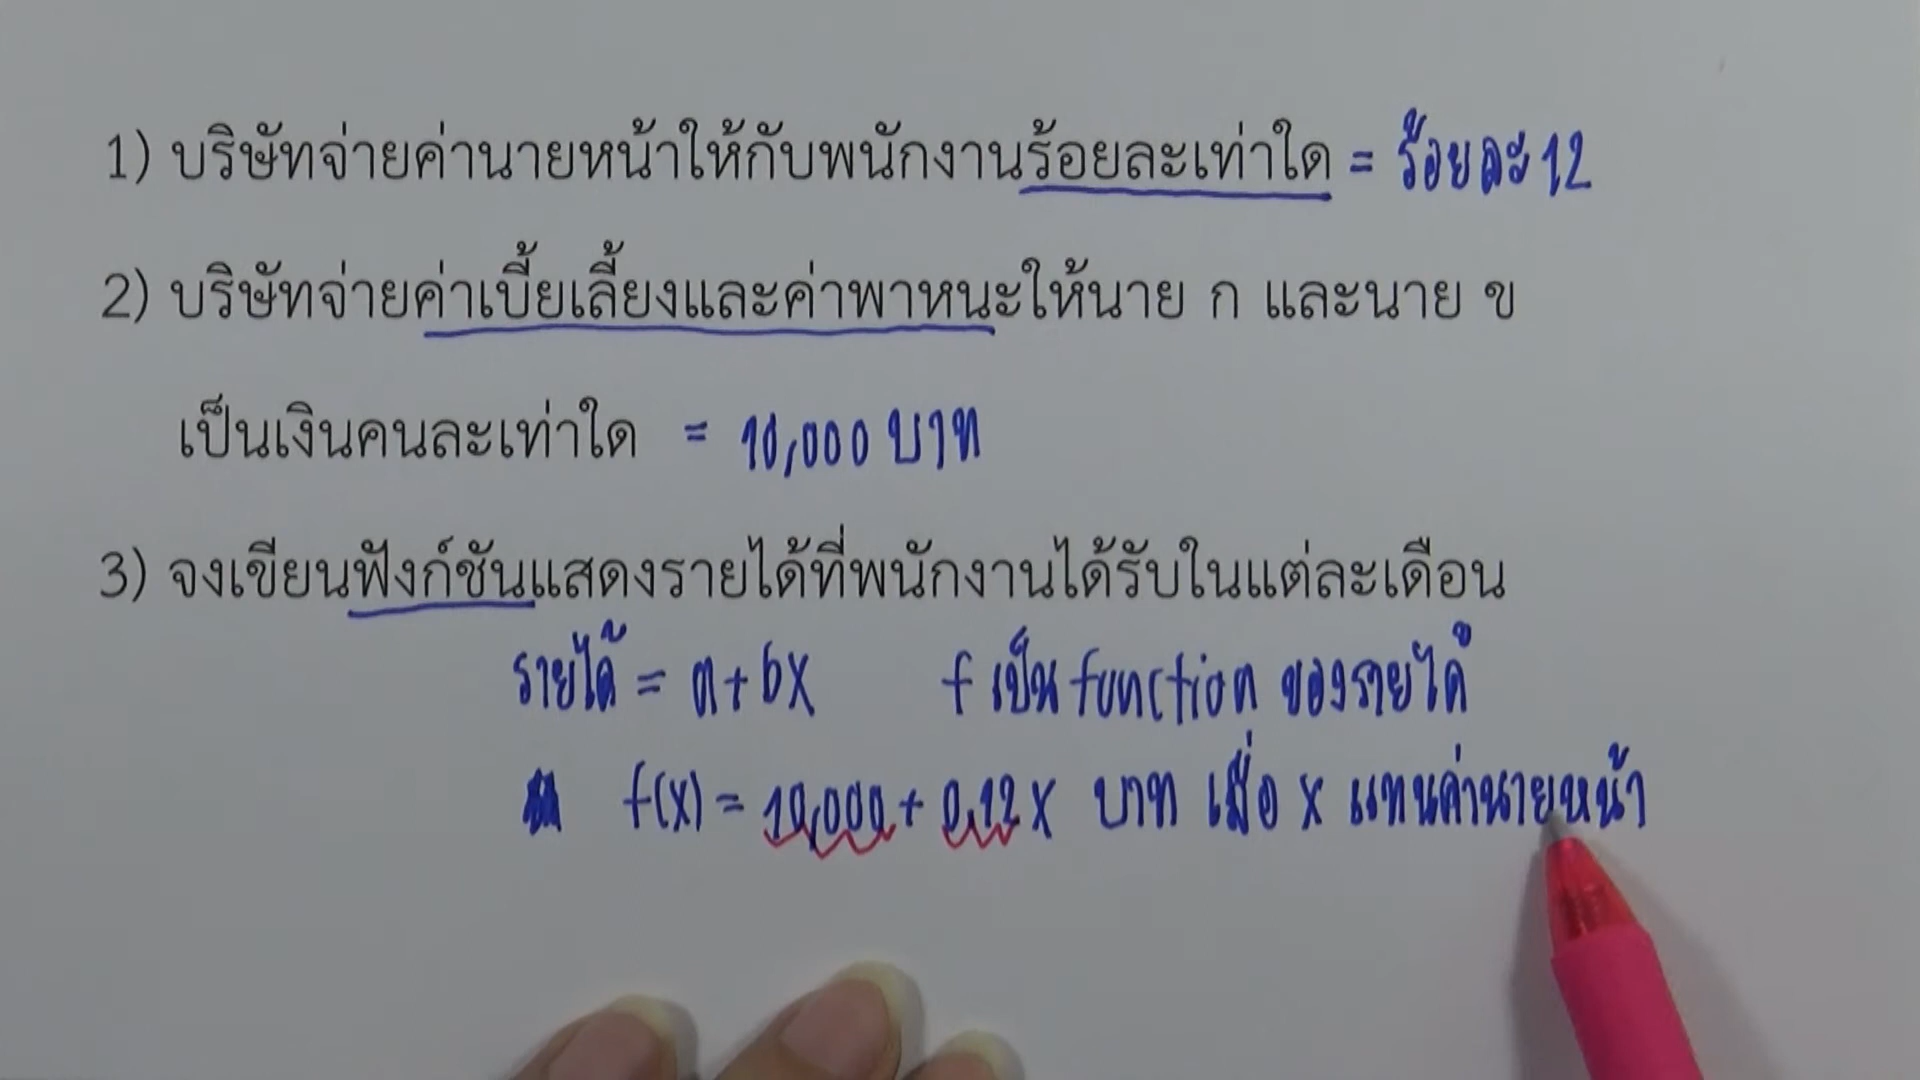 1) บริษัทจ่ายค่านายหน้าให้กับพนักงานร้อยละเท่าใด = ร้อยละ 12
2) บริษัทจ่ายค่าเบี้ยเลี้ยงและค่าพาหนะให้นาย ก และนาย ข
เป็นเงินคนละเท่าใด = 10,000 บาท
3) จงเขียนฟังก์ชันแสดงรายได้ที่พนักงานได้รับในแต่ละเดือน
รายได้ = a + bx f เป็น function ของรายได้
f(x) = 10,000 + 0.12x บาท เมื่อ x แทนค่านายหน้า